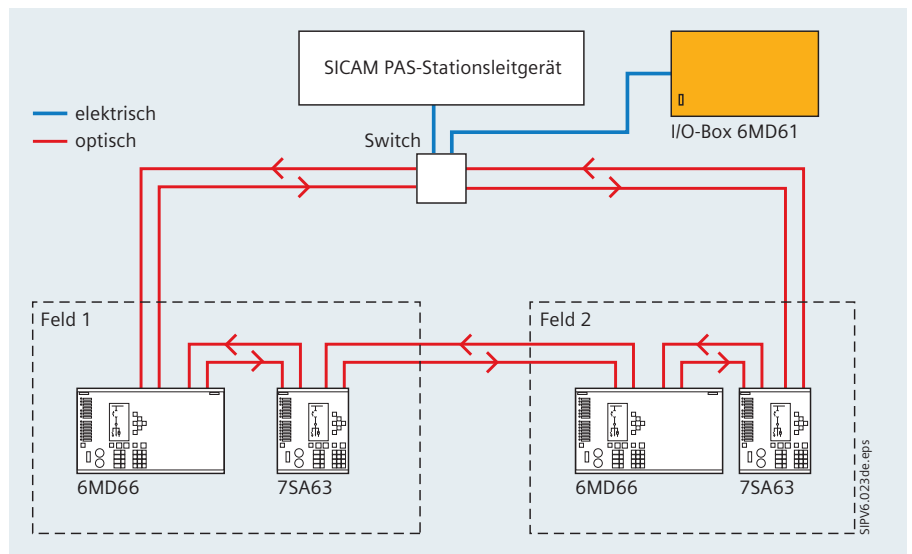 SICAM PAS-Stationsleitgerät
elektrisch
optisch
Switch
I/O-Box 6MD61
Feld 1
Feld 2
6MD66
7SA63
6MD66
7SA63
SIPV6.023de.eps